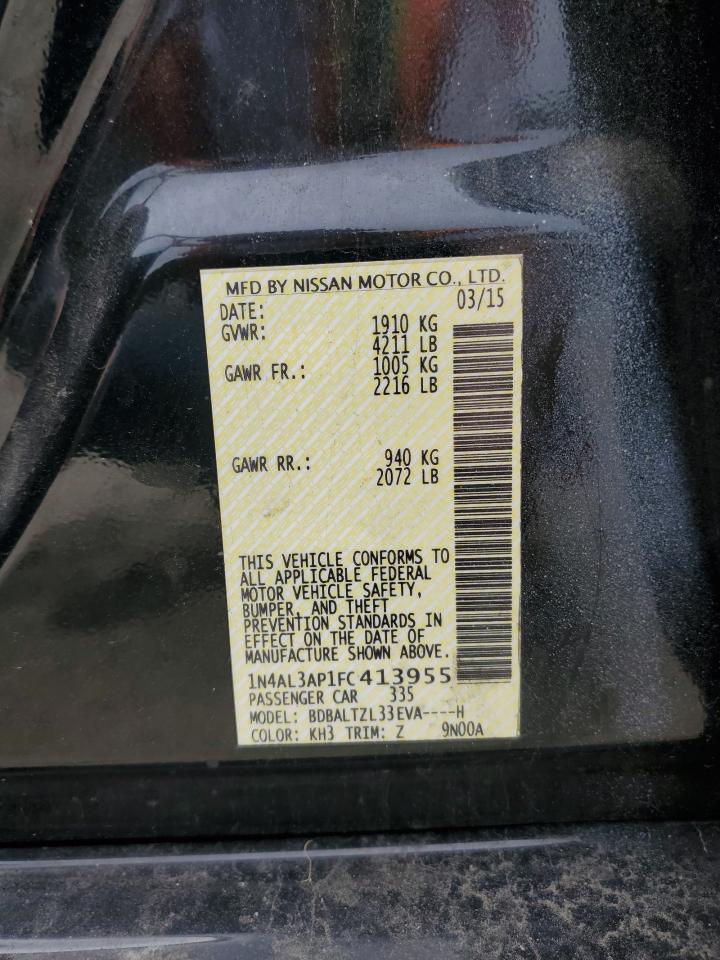 MFD BY NISSAN MOTOR CO., LTD.
DATE: 03/15
GVWR: 1910 KG
4211 LB
GAWR FR.: 1005 KG
2216 LB
GAWR RR.: 940 KG
2072 LB
THIS VEHICLE CONFORMS TO
ALL APPLICABLE FEDERAL
MOTOR VEHICLE SAFETY,
BUMPER, AND THEFT
PREVENTION STANDARDS IN
EFFECT ON THE DATE OF
MANUFACTURE SHOWN ABOVE.
1N4AL3AP1FC413955
PASSENGER CAR 335
MODEL: BDBALTZL33EVA----H
COLOR: KH3 TRIM: Z 9N00A